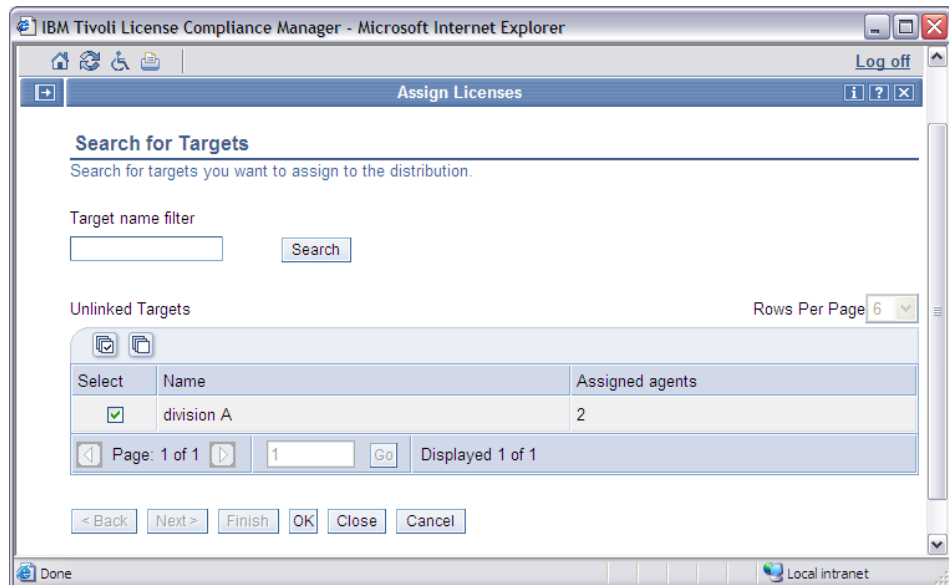 IBM Tivoli License Compliance Manager - Microsoft Internet Explorer
Log off
Assign Licenses
i ?
Search for Targets
Search for targets you want to assign to the distribution.
Target name filter
Search
Unlinked Targets Rows Per Page 6
Select Name Assigned agents
division A 2
Page: 1 of 1 1 Go Displayed 1 of 1
< Back Next > Finish OK Close Cancel
Done Local intranet